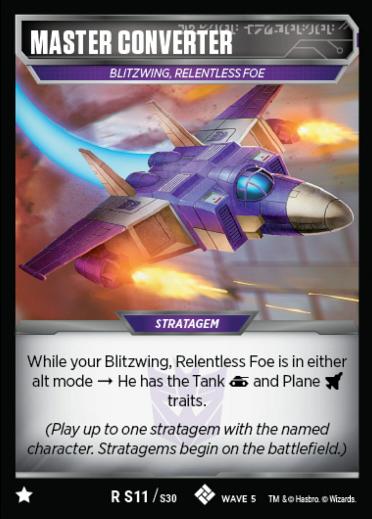 MASTER CONVERTER
BLITZWING, RELENTLESS FOE
STRATAGEM
While your Blitzwing, Relentless Foe is in either
alt mode → He has the Tank and Plane
traits.
(Play up to one stratagem with the named
character. Stratagems begin on the battlefield.)
R S11 / S30 WAVE 5 TM & © Hasbro. © Wizards.